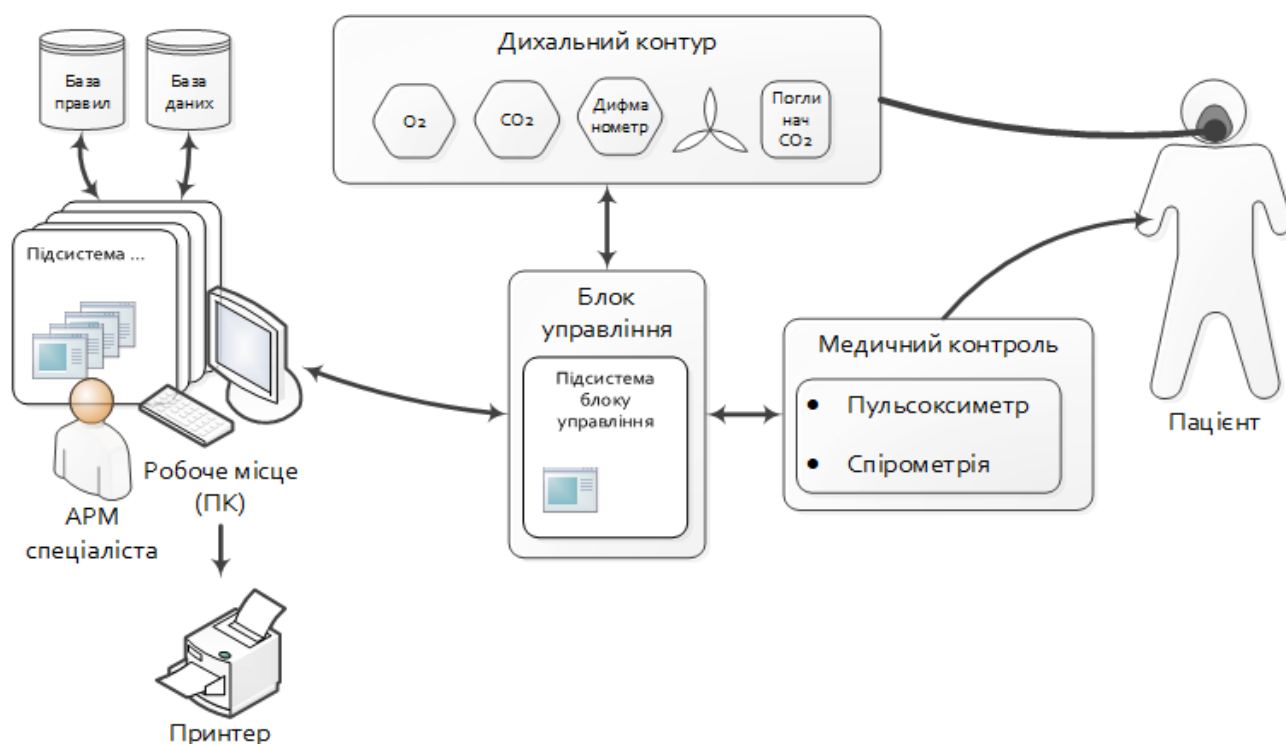 База
правил
База
даних
Дихальний контур
O2
CO2
Дифма
нометр
Погли
нач
CO2
Підсистема ...
Блок
управління
Підсистема
блоку
управління
Медичний контроль
• Пульсоксиметр
• Спірометрія
Пацієнт
Робоче місце
(ПК)
АРМ
спеціаліста
Принтер